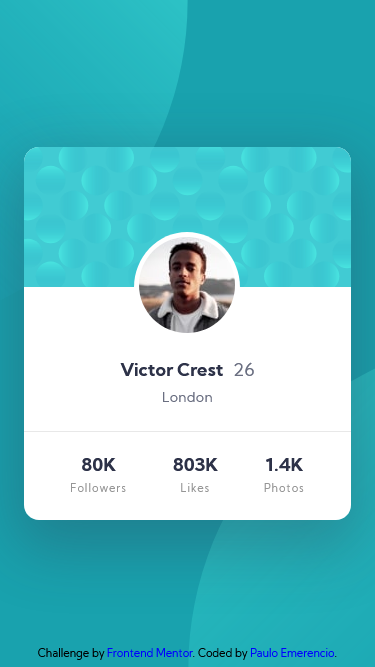 Victor Crest 26
London
80K 803K 1.4K
Followers Likes Photos
Challenge by Frontend Mentor. Coded by Paulo Emerencio.